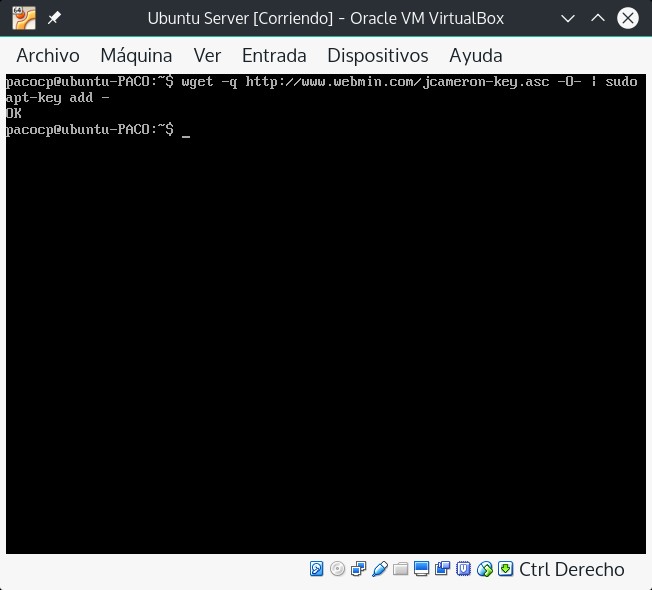 Ubuntu Server [Corriendo] - Oracle VM VirtualBox
Archivo Máquina Ver Entrada Dispositivos Ayuda
pacocp@ubuntu-PACO:~$ wget -q http://www.webmin.com/jcameron-key.asc -O- | sudo
apt-key add -
OK
pacocp@ubuntu-PACO:~$ _
Ctrl Derecho